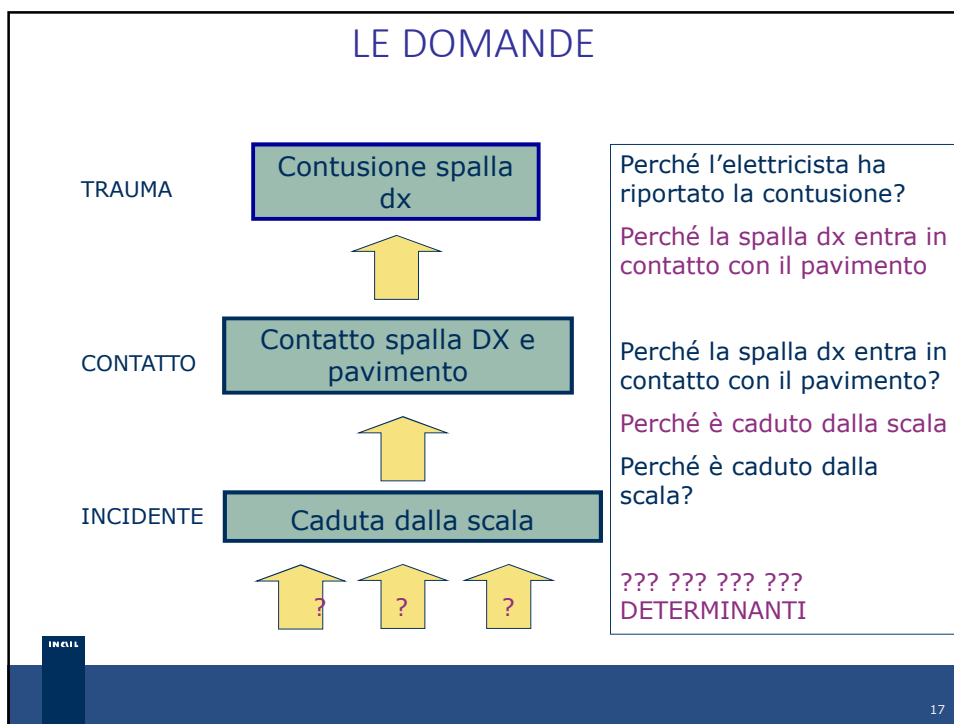 LE DOMANDE
TRAUMA
Contusione spalla
dx
CONTATTO
Contatto spalla DX e
pavimento
INCIDENTE
Caduta dalla scala
? ? ?
Perché l'elettricista ha
riportato la contusione?
Perché la spalla dx entra in
contatto con il pavimento
Perché la spalla dx entra in
contatto con il pavimento?
Perché è caduto dalla scala
Perché è caduto dalla
scala?
??? ??? ??? ???
DETERMINANTI
INAIL
17